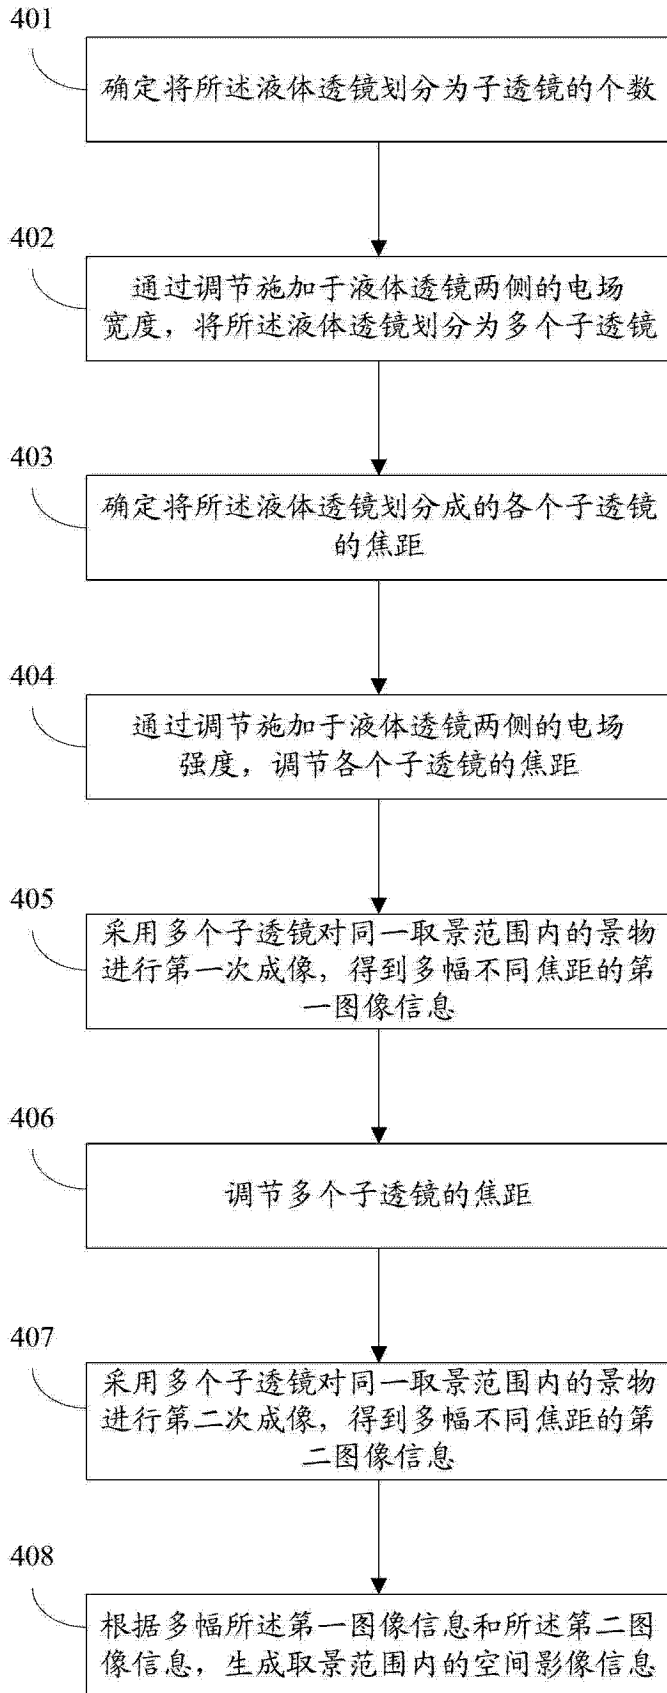 401
确定将所述液体透镜划分为子透镜的个数
402
通过调节施加于液体透镜两侧的电场
宽度，将所述液体透镜划分为多个子透镜
403
确定将所述液体透镜划分成的各个子透镜
的焦距
404
通过调节施加于液体透镜两侧的电场
强度，调节各个子透镜的焦距
405
采用多个子透镜对同一取景范围内的景物
进行第一次成像，得到多幅不同焦距的第
一图像信息
406
调节多个子透镜的焦距
407
采用多个子透镜对同一取景范围内的景物
进行第二次成像，得到多幅不同焦距的第
二图像信息
408
根据多幅所述第一图像信息和所述第二图
像信息，生成取景范围内的空间影像信息